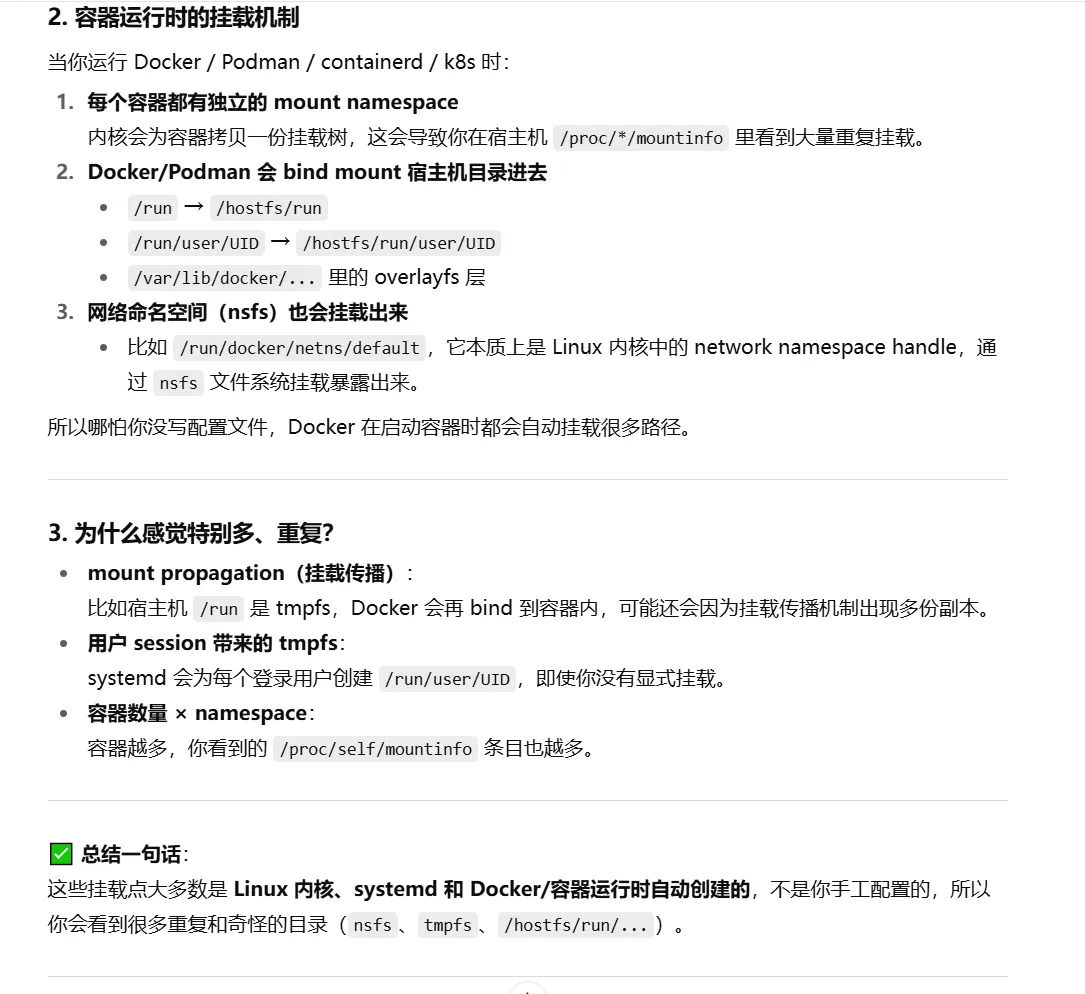 2. 容器运行时的挂载机制
当你运行 Docker / Podman / containerd / k8s 时：
1. 每个容器都有独立的 mount namespace
内核会为容器拷贝一份挂载树，这会导致你在宿主机 /proc/*/mountinfo 里看到大量重复挂载。
2. Docker/Podman 会 bind mount 宿主机目录进去
• /run → /hostfs/run
• /run/user/UID → /hostfs/run/user/UID
• /var/lib/docker/... 里的 overlayfs 层
3. 网络命名空间（nsfs）也会挂载出来
• 比如 /run/docker/netns/default，它本质上是 Linux 内核中的 network namespace handle，通
过 nsfs 文件系统挂载暴露出来。
所以哪怕你没写配置文件，Docker 在启动容器时都会自动挂载很多路径。
3. 为什么感觉特别多、重复？
• mount propagation（挂载传播）：
比如宿主机 /run 是 tmpfs，Docker 会再 bind 到容器内，可能还会因为挂载传播机制出现多份副本。
• 用户 session 带来的 tmpfs：
systemd 会为每个登录用户创建 /run/user/UID，即使你没有显式挂载。
• 容器数量 × namespace：
容器越多，你看到的 /proc/self/mountinfo 条目也越多。
✅ 总结一句话：
这些挂载点大多数是 Linux 内核、systemd 和 Docker/容器运行时自动创建的，不是你手工配置的，所以
你会看到很多重复和奇怪的目录（nsfs、tmpfs、/hostfs/run/...）。